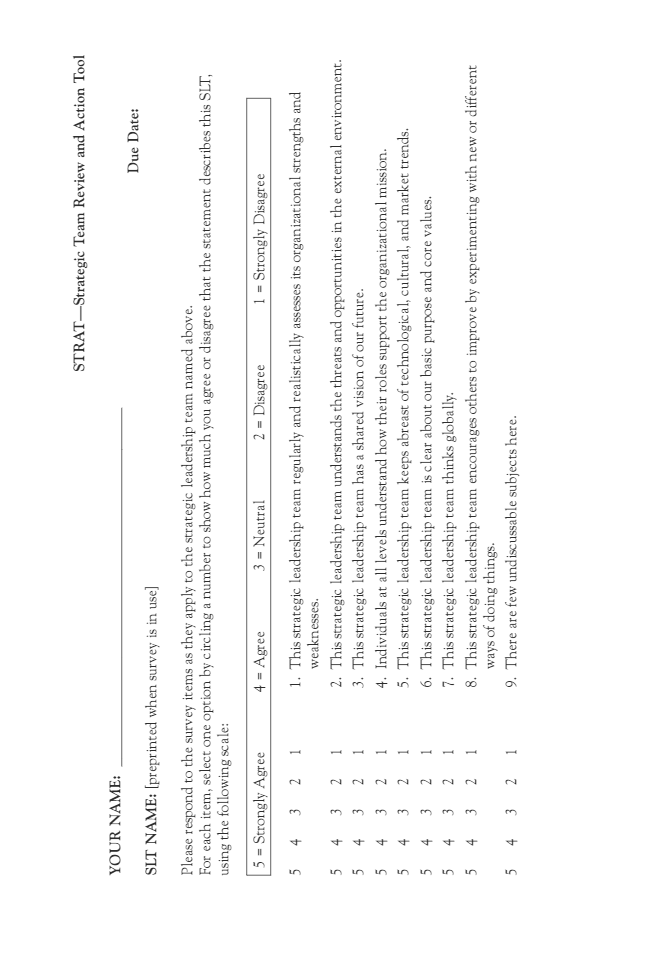 STRAT—Strategic Team Review and Action Tool
YOUR NAME: ____________________
Due Date:
SLT NAME: [preprinted when survey is in use]
Please respond to the survey items as they apply to the strategic leadership team named above.
For each item, select one option by circling a number to show how much you agree or disagree that the statement describes this SLT,
using the following scale:
5 = Strongly Agree 4 = Agree 3 = Neutral 2 = Disagree 1 = Strongly Disagree
5 4 3 2 1 1. This strategic leadership team regularly and realistically assesses its organizational strengths and
weaknesses.
5 4 3 2 1 2. This strategic leadership team understands the threats and opportunities in the external environment.
5 4 3 2 1 3. This strategic leadership team has a shared vision of our future.
5 4 3 2 1 4. Individuals at all levels understand how their roles support the organizational mission.
5 4 3 2 1 5. This strategic leadership team keeps abreast of technological, cultural, and market trends.
5 4 3 2 1 6. This strategic leadership team is clear about our basic purpose and core values.
5 4 3 2 1 7. This strategic leadership team thinks globally.
5 4 3 2 1 8. This strategic leadership team encourages others to improve by experimenting with new or different
ways of doing things.
5 4 3 2 1 9. There are few undiscussable subjects here.